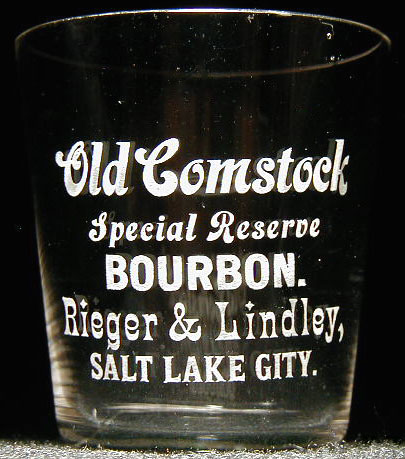 Old Comstock
Special Reserve
BOURBON.
Rieger & Lindley,
SALT LAKE CITY.